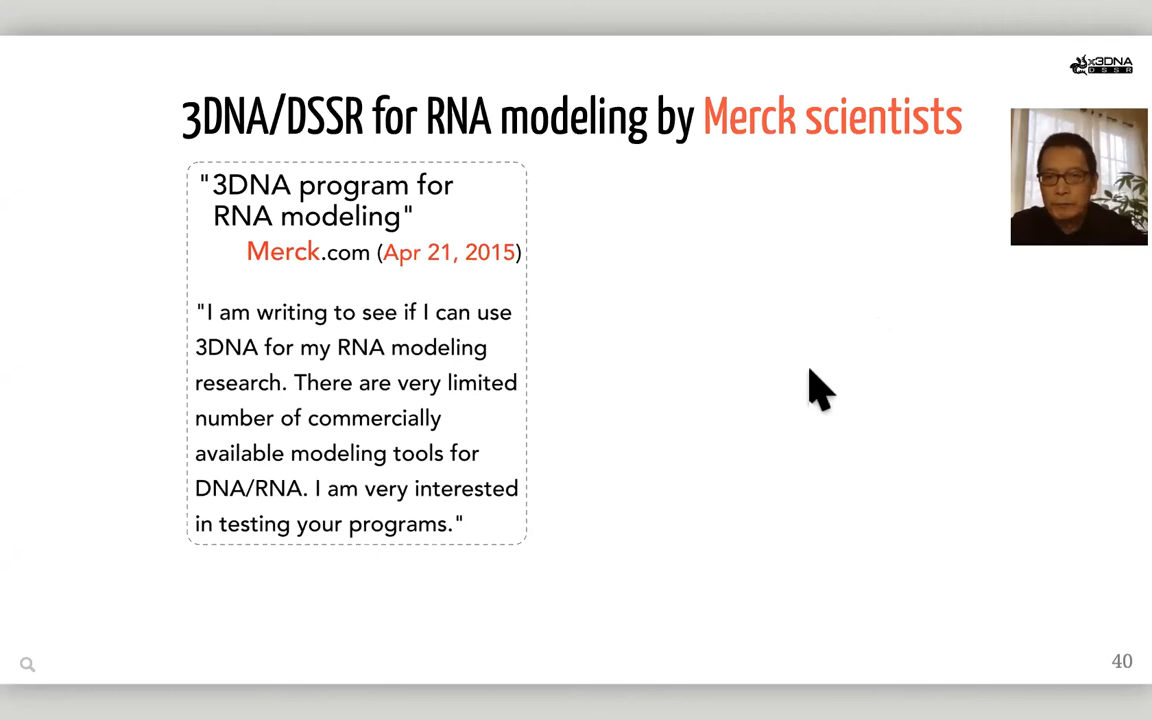 x3DNA
DSSR
3DNA/DSSR for RNA modeling by Merck scientists
"3DNA program for
RNA modeling"
Merck.com (Apr 21, 2015)
"I am writing to see if I can use
3DNA for my RNA modeling
research. There are very limited
number of commercially
available modeling tools for
DNA/RNA. I am very interested
in testing your programs."
40